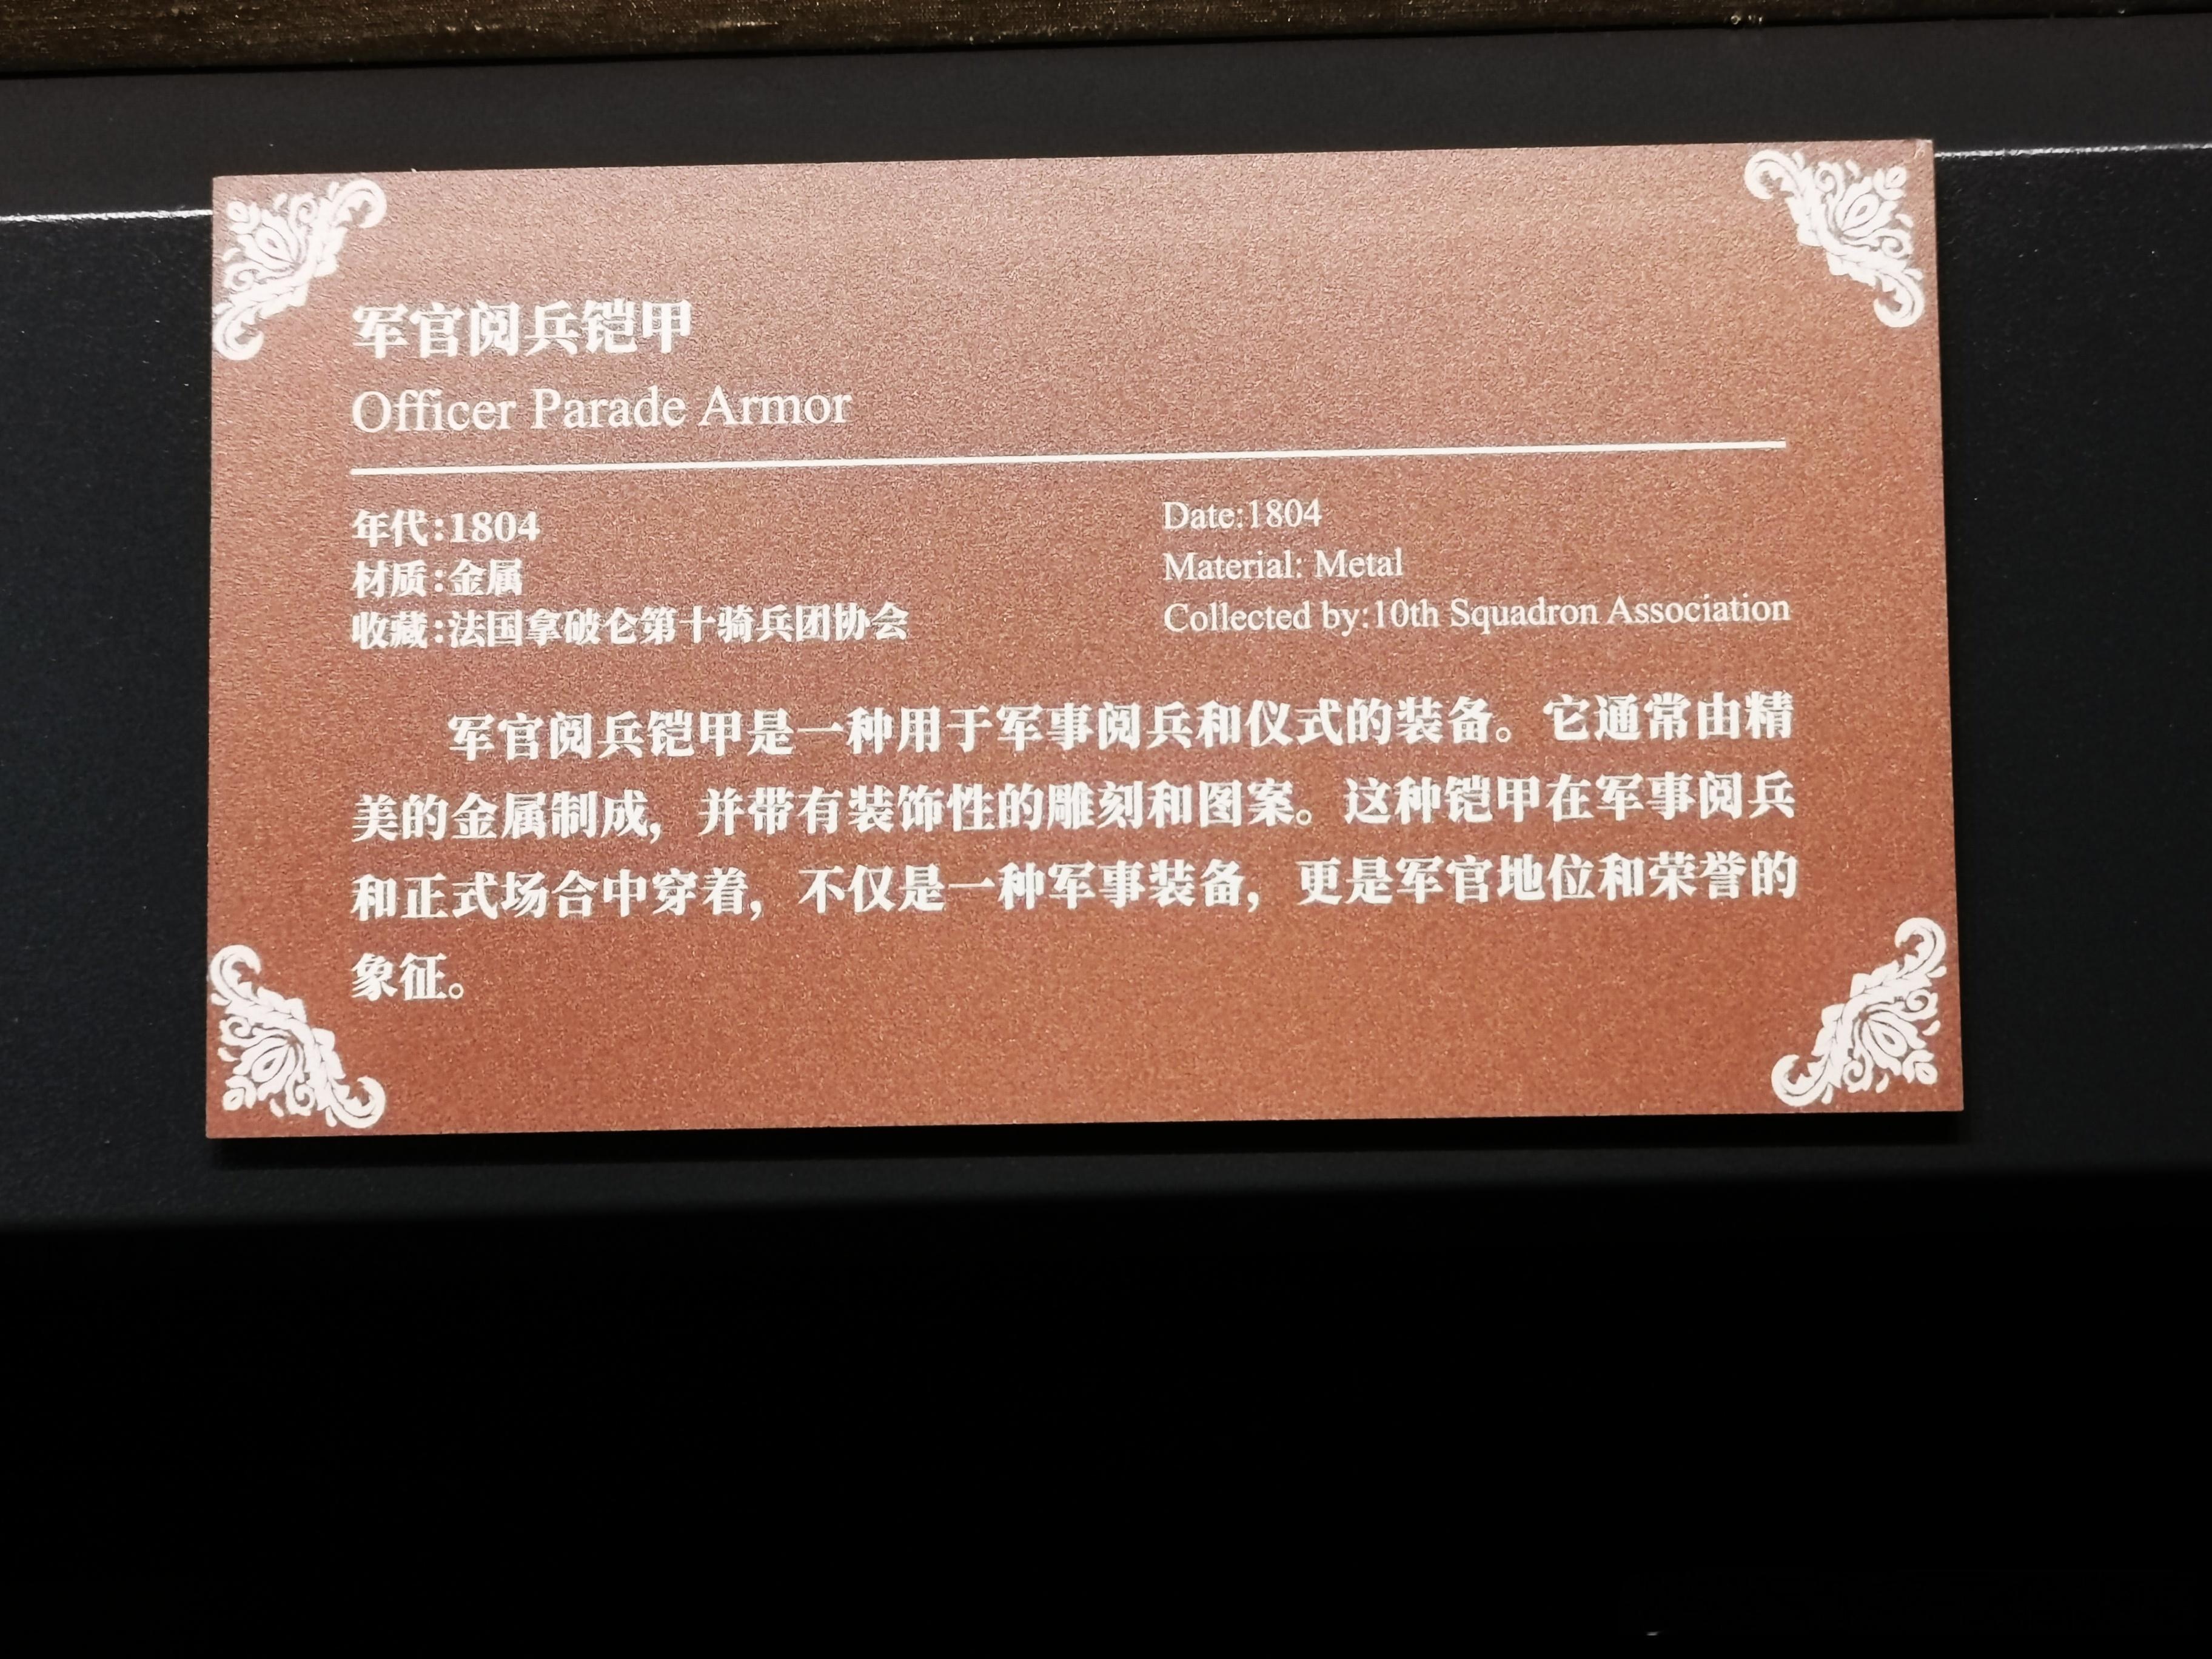 军官阅兵铠甲
Officer Parade Armor
年代:1804
材质:金属
收藏:法国拿破仑第十骑兵团协会
Date:1804
Material: Metal
Collected by:10th Squadron Association
军官阅兵铠甲是一种用于军事阅兵和仪式的装备。它通常由精
美的金属制成，并带有装饰性的雕刻和图案。这种铠甲在军事阅兵
和正式场合中穿着，不仅是一种军事装备，更是军官地位和荣誉的
象征。